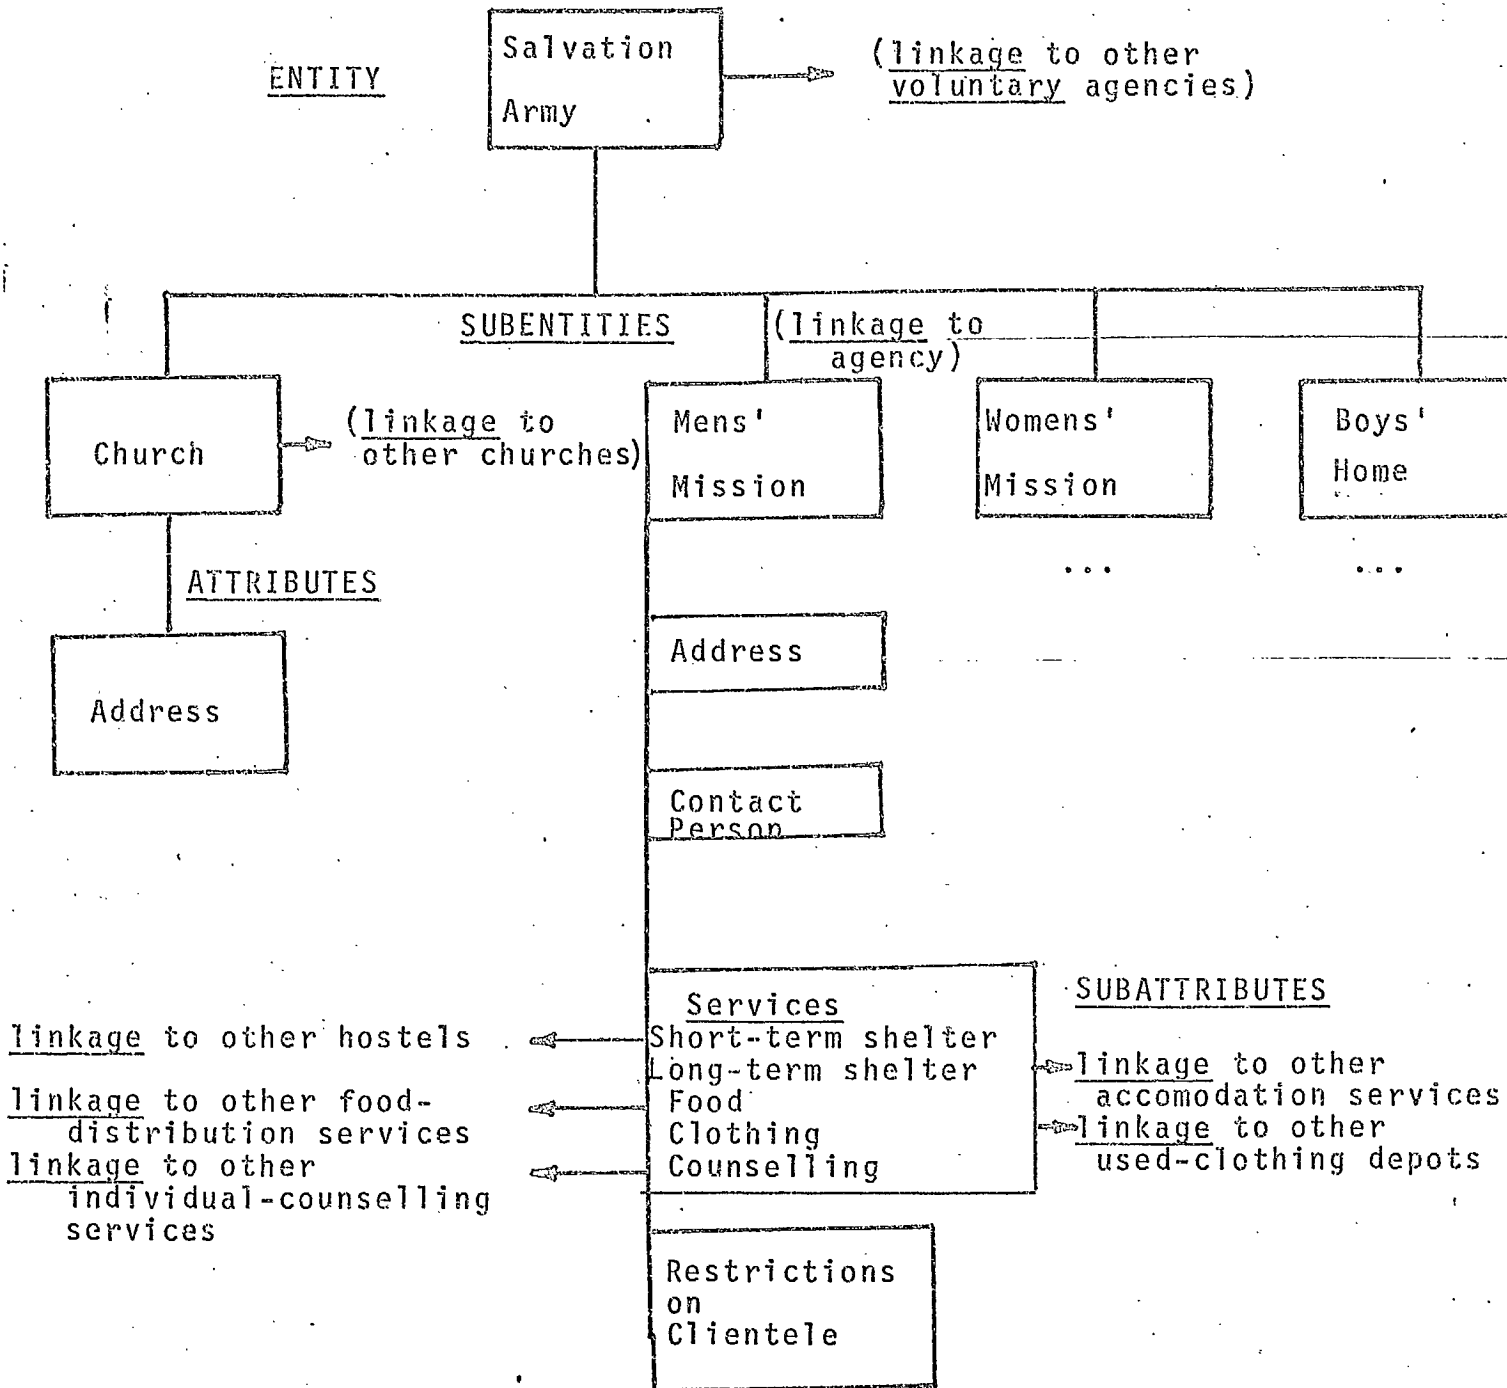 ENTITY
Salvation
Army
(linkage to other
voluntary agencies)
SUBENTITIES
(linkage to
agency)
Church
(linkage to
other churches)
Mens'
Mission
Womens'
Mission
Boys'
Home
...
...
ATTRIBUTES
Address
Address
Contact
Person
SUBATTRIBUTES
Services
Short-term shelter
Long-term shelter
Food
Clothing
Counselling
linkage to other hostels
linkage to other food-
distribution services
linkage to other
individual-counselling
services
linkage to other
accomodation services
linkage to other
used-clothing depots
Restrictions
on
Clientele